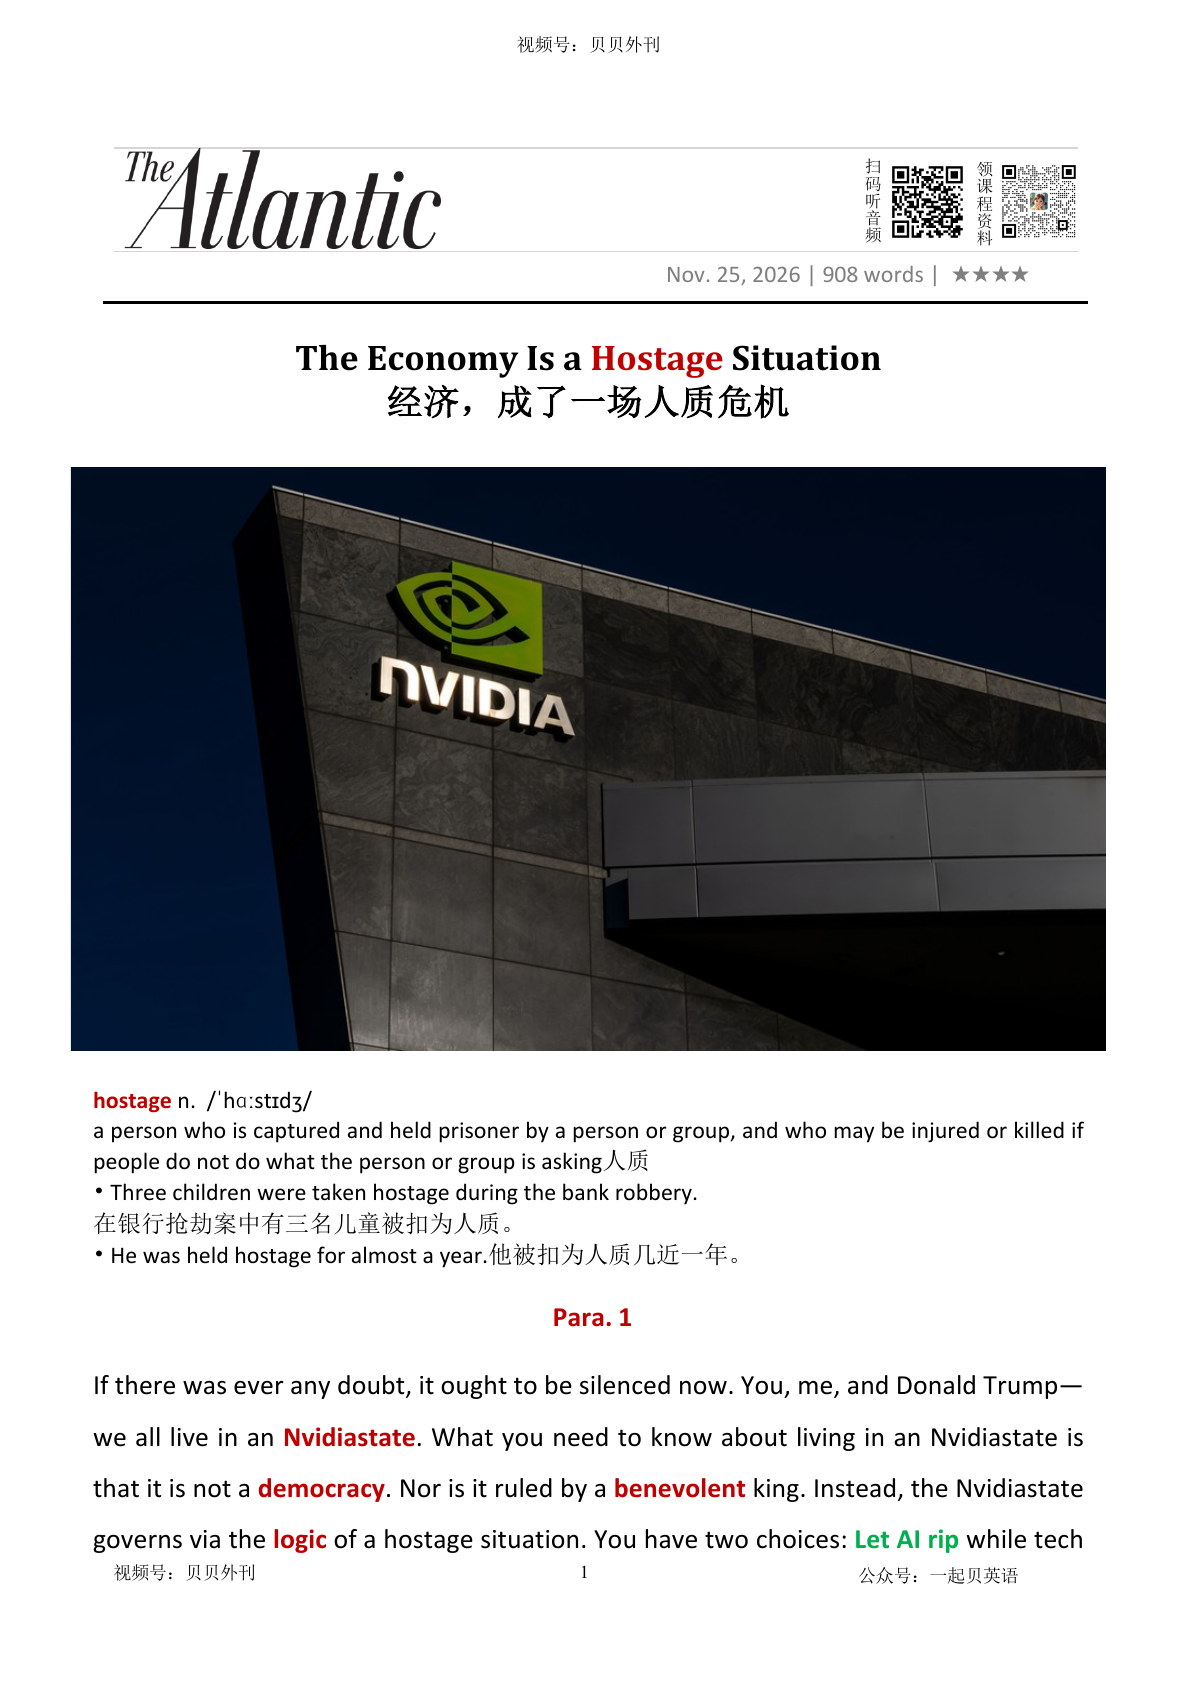 视频号：贝贝外刊
The Atlantic
扫码听音频
领课程资料
Nov. 25, 2026 | 908 words | ★★★★
The Economy Is a Hostage Situation
经济，成了一场人质危机
NVIDIA
hostage n. /ˈhɑːstɪdʒ/
a person who is captured and held prisoner by a person or group, and who may be injured or killed if
people do not do what the person or group is asking人质
• Three children were taken hostage during the bank robbery.
在银行抢劫案中有三名儿童被扣为人质。
• He was held hostage for almost a year.他被扣为人质几近一年。
Para. 1
If there was ever any doubt, it ought to be silenced now. You, me, and Donald Trump—
we all live in an Nvidiastate. What you need to know about living in an Nvidiastate is
that it is not a democracy. Nor is it ruled by a benevolent king. Instead, the Nvidiastate
governs via the logic of a hostage situation. You have two choices: Let AI rip while tech
视频号：贝贝外刊
1
公众号：一起贝英语